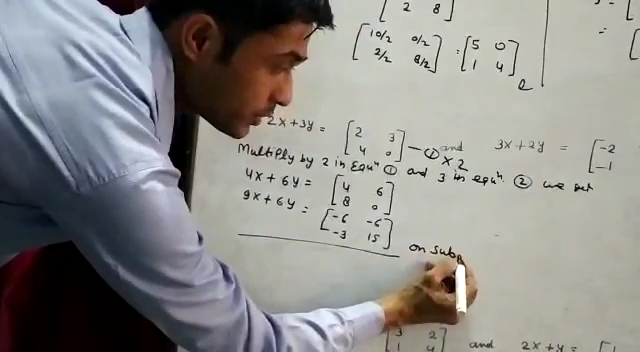 2 8
[10/2 0/2 2/2 8/2] = [5 0 1 4]
2x+3y = [2 3 4 0] — ① and 3x+2y = [-2 -1
× 2
Multiply by 2 in Equⁿ ① and 3 in equⁿ ② we get
4x+6y = [4 6 8 0]
9x+6y = [-6 -6 -3 15]
on sub
3 2
1 4 and 2x+y =